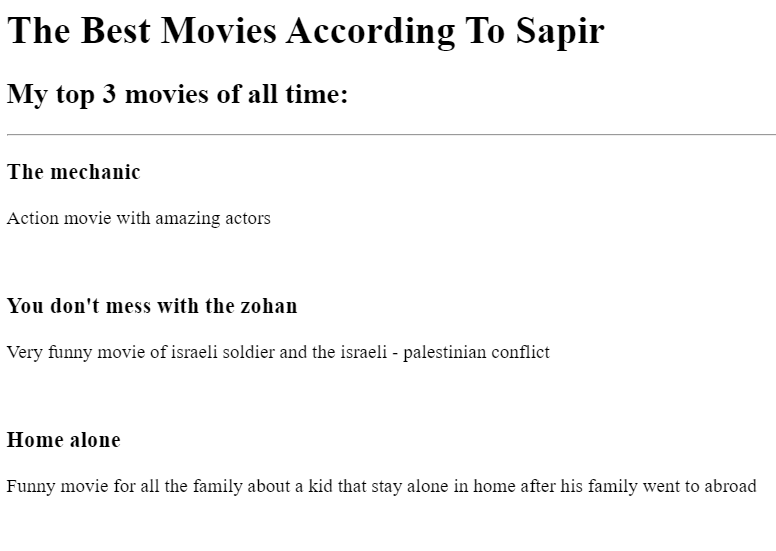 The Best Movies According To Sapir
My top 3 movies of all time:
The mechanic
Action movie with amazing actors
You don't mess with the zohan
Very funny movie of israeli soldier and the israeli - palestinian conflict
Home alone
Funny movie for all the family about a kid that stay alone in home after his family went to abroad